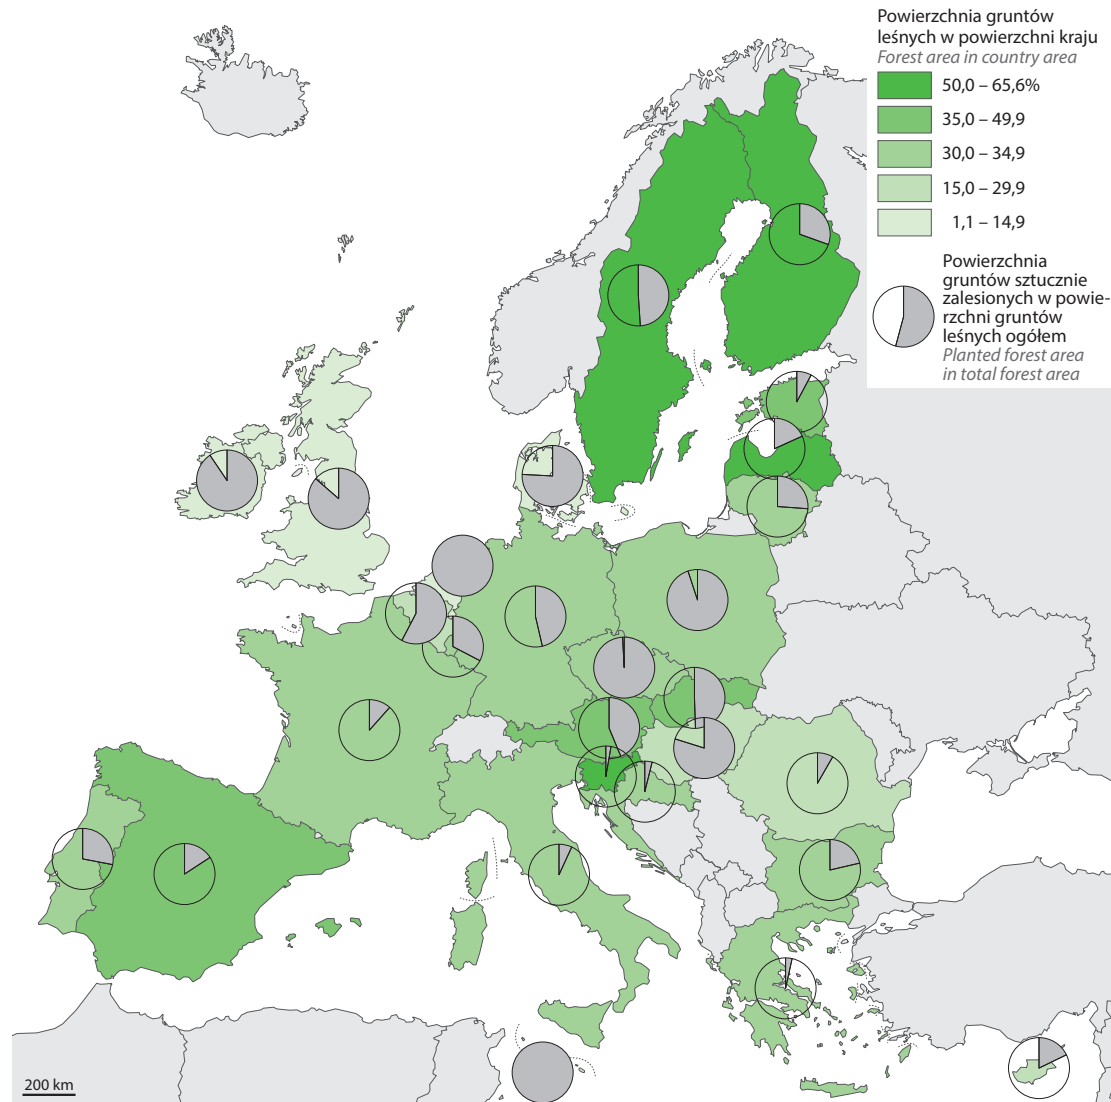 Powierzchnia gruntów
leśnych w powierzchni kraju
Forest area in country area
50,0 – 65,6%
35,0 – 49,9
30,0 – 34,9
15,0 – 29,9
1,1 – 14,9
Powierzchnia
gruntów sztucznie
zalesionych w powie-
rzchni gruntów
leśnych ogółem
Planted forest area
in total forest area
200 km